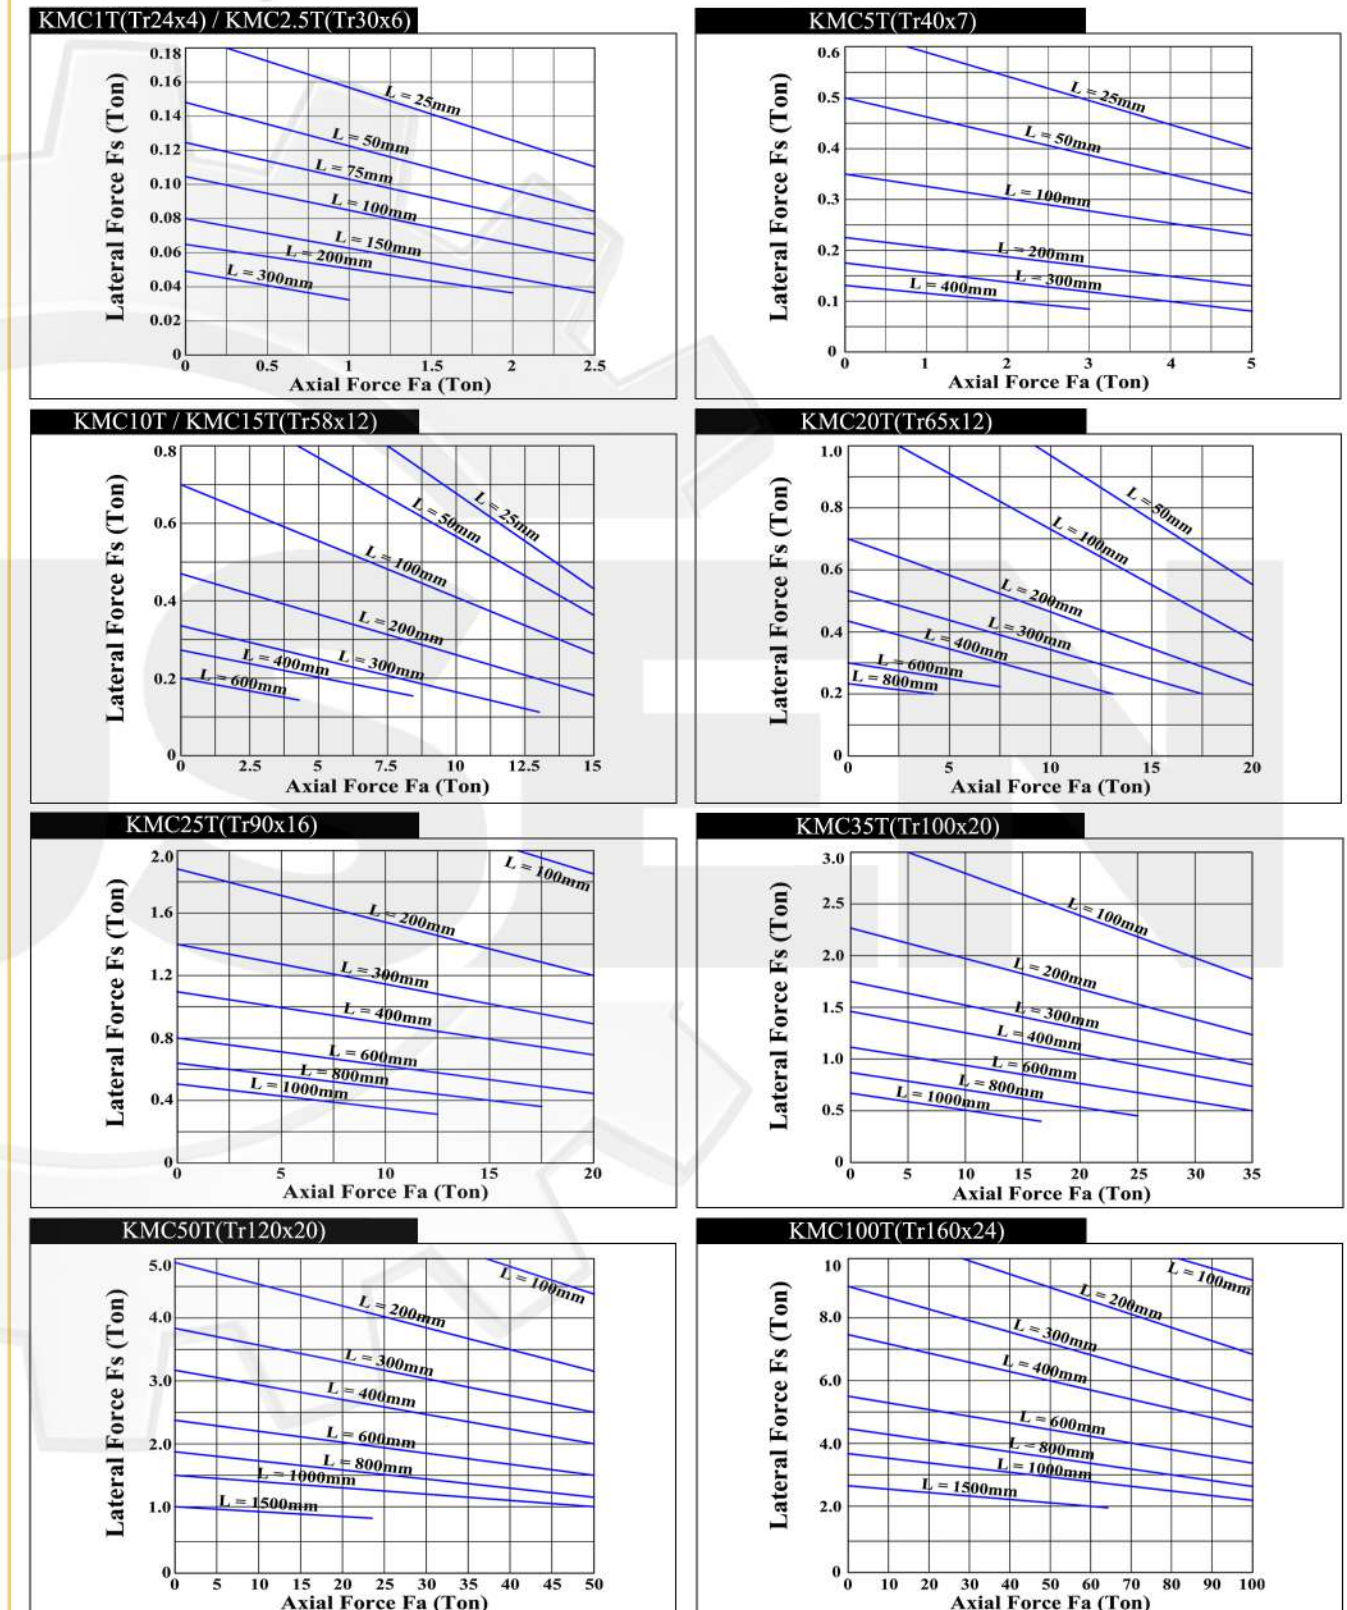 KMC1T(Tr24x4) / KMC2.5T(Tr30x6)
Lateral Force Fs (Ton)
0.18
0.16
0.14
0.12
0.10
0.08
0.06
0.04
0.02
0
L = 25mm
L = 50mm
L = 75mm
L = 100mm
L = 150mm
L = 200mm
L = 300mm
0 0.5 1 1.5 2 2.5
Axial Force Fa (Ton)
KMC5T(Tr40x7)
Lateral Force Fs (Ton)
0.6
0.5
0.4
0.3
0.2
0.1
0
L = 25mm
L = 50mm
L = 100mm
L = 200mm
L = 300mm
L = 400mm
0 1 2 3 4 5
Axial Force Fa (Ton)
KMC10T / KMC15T(Tr58x12)
Lateral Force Fs (Ton)
0.8
0.6
0.4
0.2
0
L = 25mm
L = 50mm
L = 100mm
L = 200mm
L = 300mm
L = 400mm
L = 600mm
0 2.5 5 7.5 10 12.5 15
Axial Force Fa (Ton)
KMC20T(Tr65x12)
Lateral Force Fs (Ton)
1.0
0.8
0.6
0.4
0.2
0
L = 50mm
L = 100mm
L = 200mm
L = 300mm
L = 400mm
L = 600mm
L = 800mm
0 5 10 15 20
Axial Force Fa (Ton)
KMC25T(Tr90x16)
Lateral Force Fs (Ton)
2.0
1.6
1.2
0.8
0.4
0
L = 100mm
L = 200mm
L = 300mm
L = 400mm
L = 600mm
L = 800mm
L = 1000mm
0 5 10 15 20
Axial Force Fa (Ton)
KMC35T(Tr100x20)
Lateral Force Fs (Ton)
3.0
2.5
2.0
1.5
1.0
0.5
0
L = 100mm
L = 200mm
L = 300mm
L = 400mm
L = 600mm
L = 800mm
L = 1000mm
0 5 10 15 20 25 30 35
Axial Force Fa (Ton)
KMC50T(Tr120x20)
Lateral Force Fs (Ton)
5.0
4.0
3.0
2.0
1.0
0
L = 100mm
L = 200mm
L = 300mm
L = 400mm
L = 600mm
L = 800mm
L = 1000mm
L = 1500mm
0 5 10 15 20 25 30 35 40 45 50
Axial Force Fa (Ton)
KMC100T(Tr160x24)
Lateral Force Fs (Ton)
10
8.0
6.0
4.0
2.0
0
L = 100mm
L = 200mm
L = 300mm
L = 400mm
L = 600mm
L = 800mm
L = 1000mm
L = 1500mm
0 10 20 30 40 50 60 70 80 90 100
Axial Force Fa (Ton)